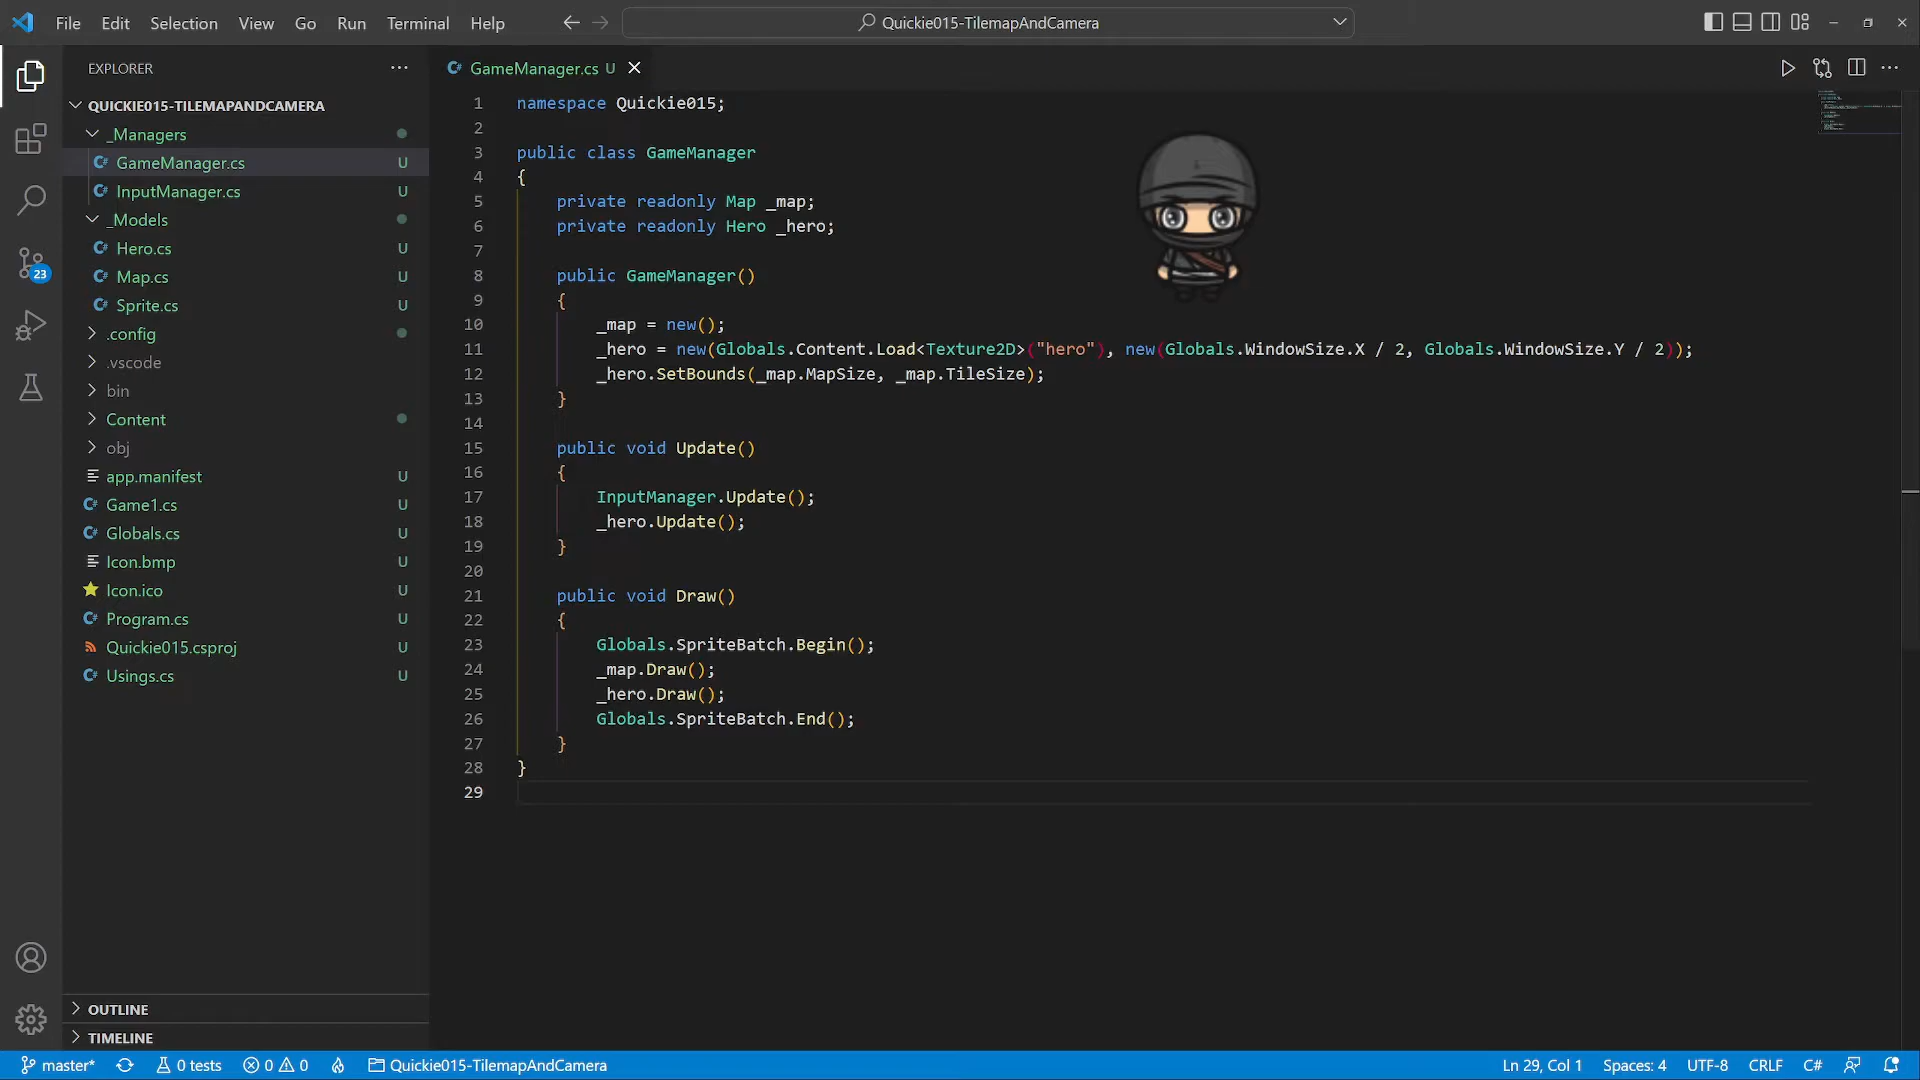 File Edit Selection View Go Run Terminal Help
Quickie015-TilemapAndCamera
EXPLORER
GameManager.cs U
QUICKIE015-TILEMAPANDCAMERA
_Managers
GameManager.cs U
InputManager.cs U
_Models
Hero.cs U
Map.cs U
Sprite.cs U
.config
.vscode
bin
Content
obj
app.manifest U
Game1.cs U
Globals.cs U
Icon.bmp U
Icon.ico U
Program.cs U
Quickie015.csproj U
Usings.cs U
OUTLINE
TIMELINE
23
1 namespace Quickie015;
2
3 public class GameManager
4 {
5 private readonly Map _map;
6 private readonly Hero _hero;
7
8 public GameManager()
9 {
10 _map = new();
11 _hero = new(Globals.Content.Load<Texture2D>("hero"), new(Globals.WindowSize.X / 2, Globals.WindowSize.Y / 2));
12 _hero.SetBounds(_map.MapSize, _map.TileSize);
13 }
14
15 public void Update()
16 {
17 InputManager.Update();
18 _hero.Update();
19 }
20
21 public void Draw()
22 {
23 Globals.SpriteBatch.Begin();
24 _map.Draw();
25 _hero.Draw();
26 Globals.SpriteBatch.End();
27 }
28 }
29
master* 0 tests 0 0 Quickie015-TilemapAndCamera Ln 29, Col 1 Spaces: 4 UTF-8 CRLF C#